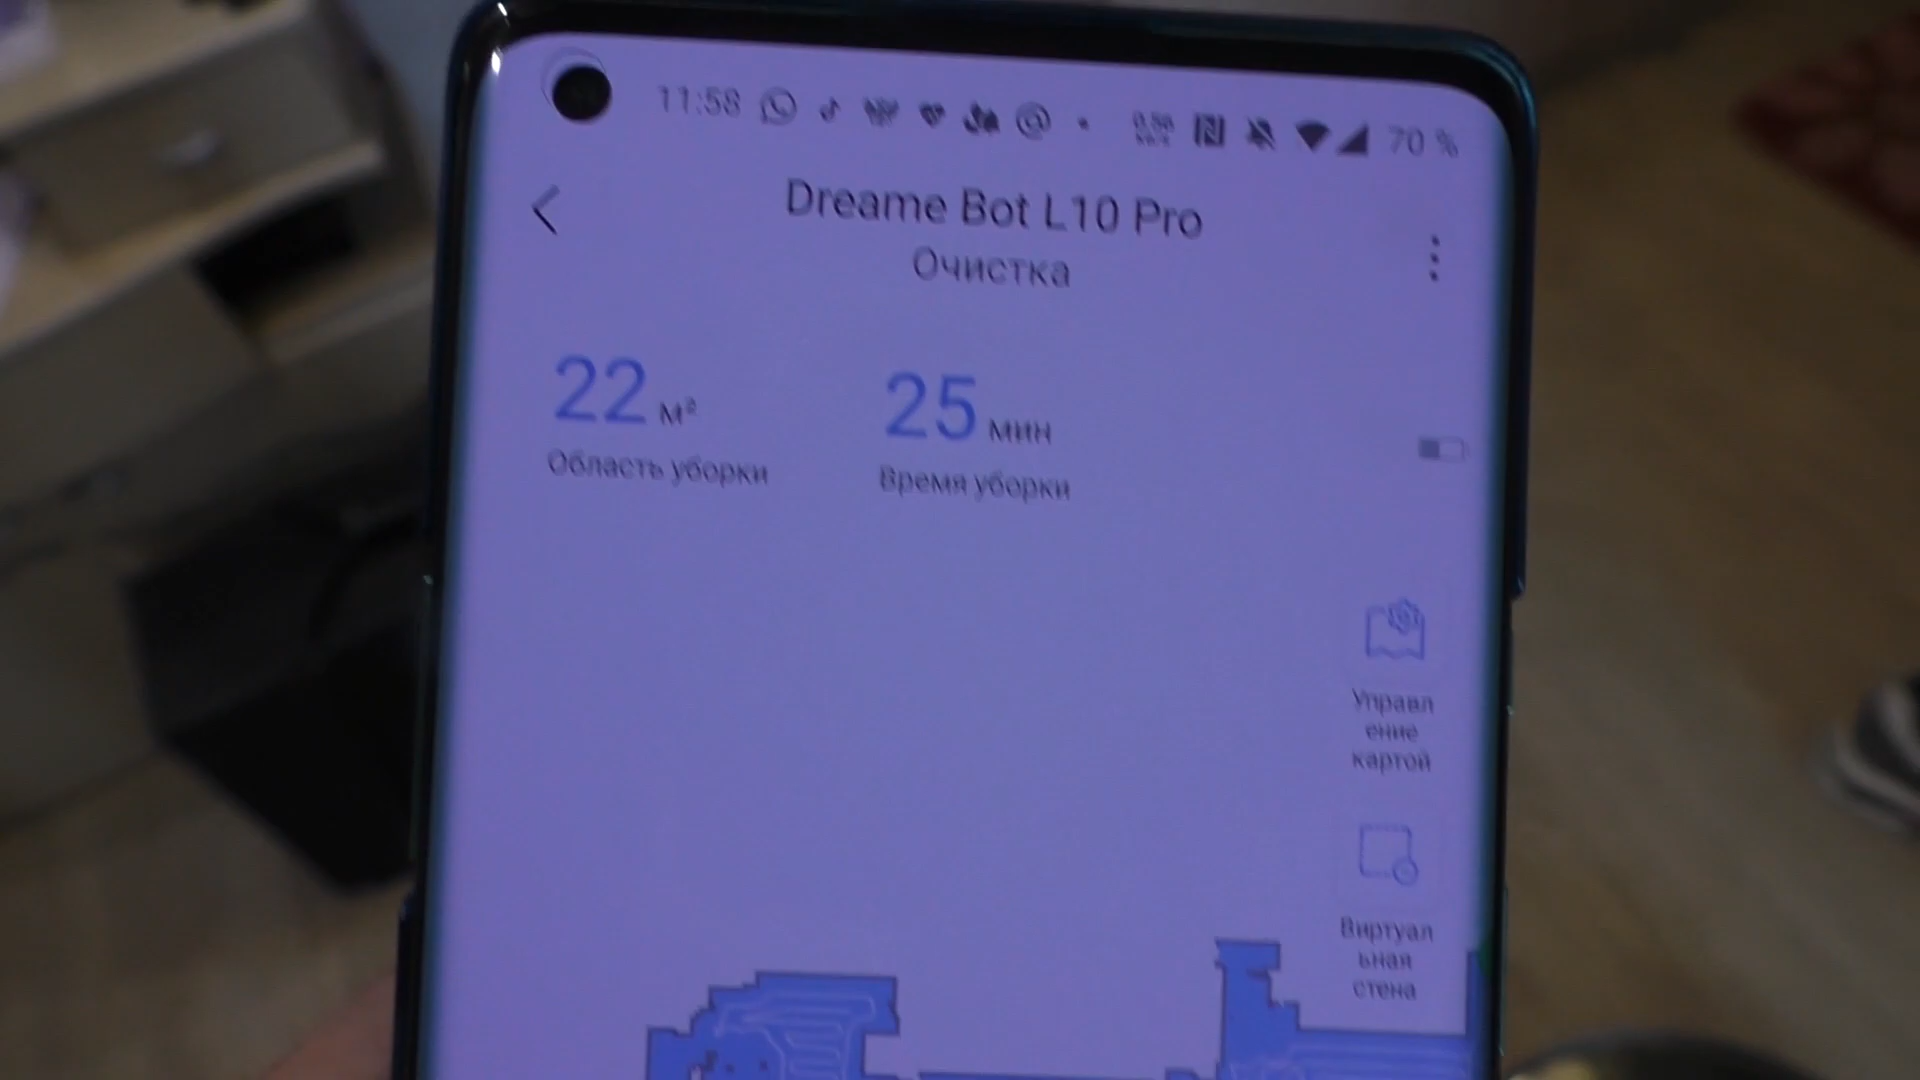 11:58 70 %
Dreame Bot L10 Pro
Очистка
22 м²
25 мин
Область уборки
Время уборки
Управл
ение
картой
Виртуал
ьная
стена